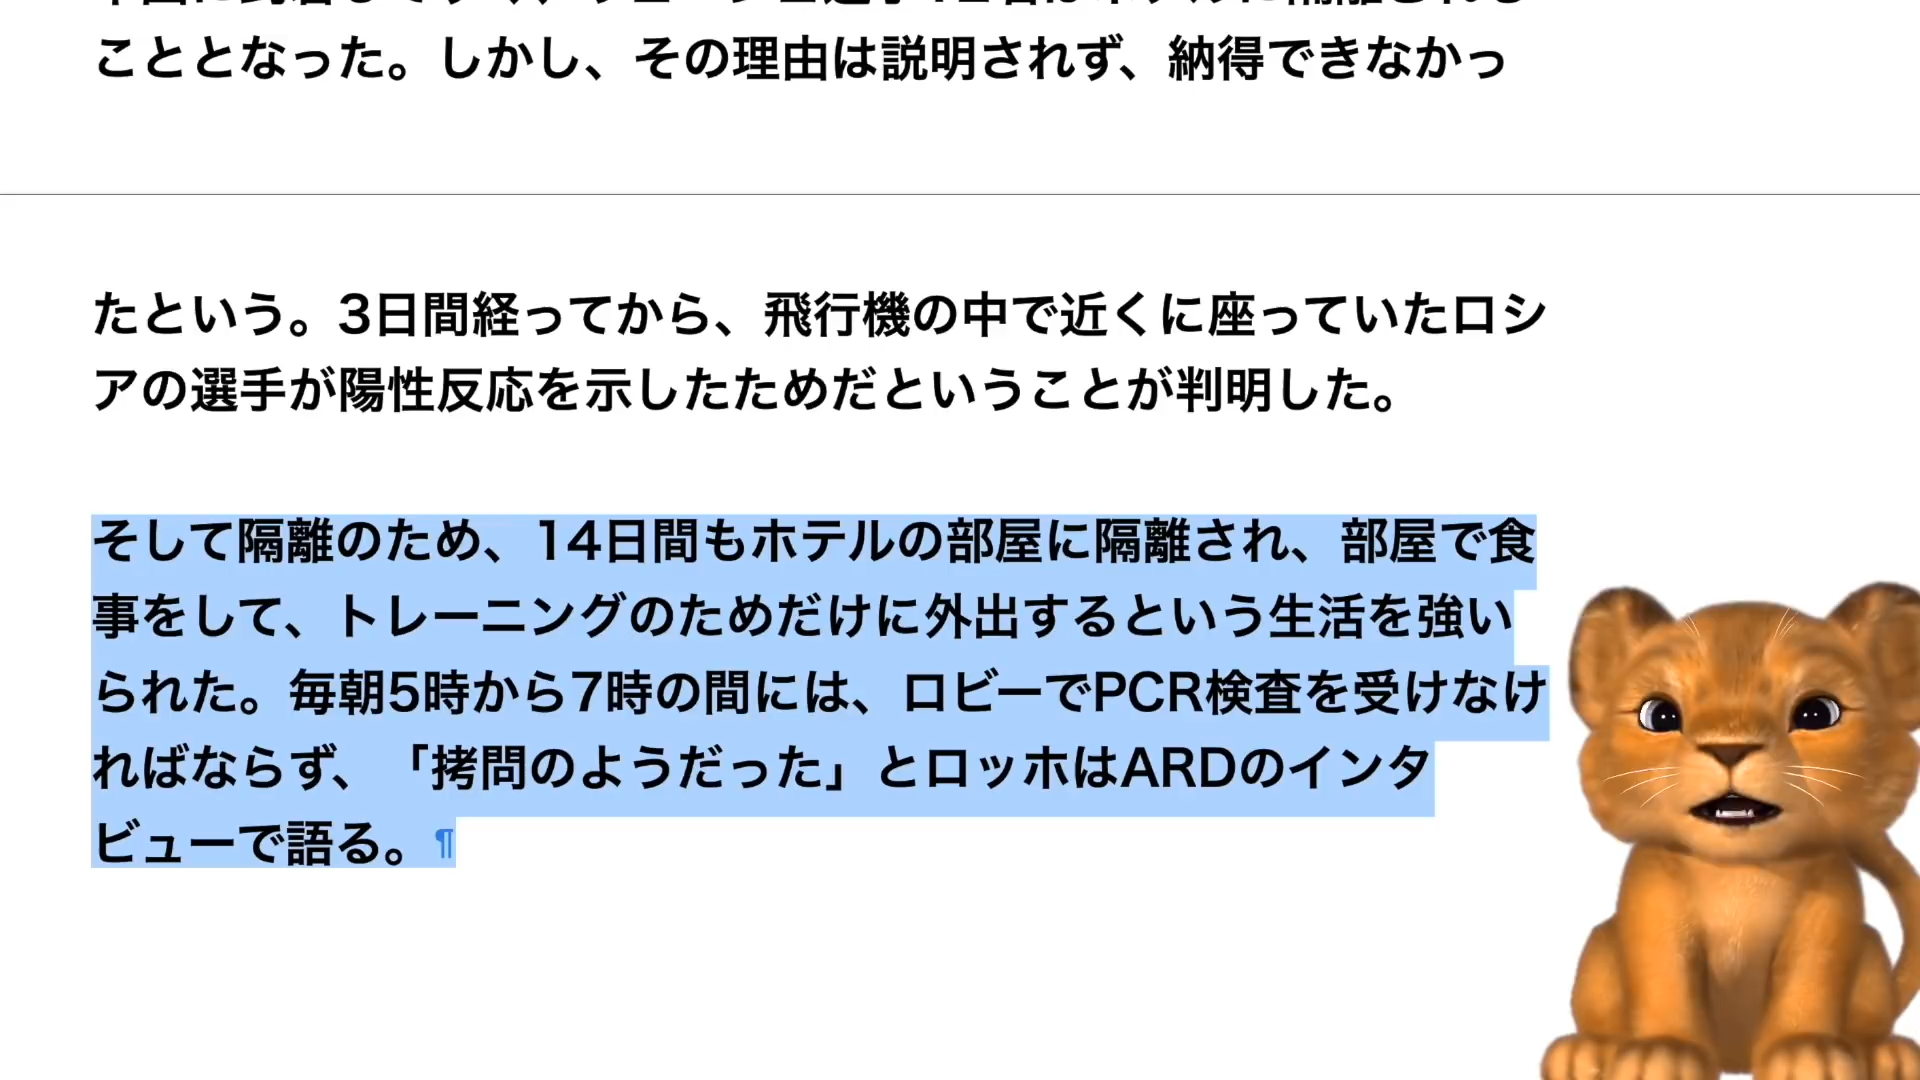 こととなった。しかし、その理由は説明されず、納得できなかっ
たという。3日間経ってから、飛行機の中で近くに座っていたロシ
アの選手が陽性反応を示したためだということが判明した。
そして隔離のため、14日間もホテルの部屋に隔離され、部屋で食
事をして、トレーニングのためだけに外出するという生活を強い
られた。毎朝5時から7時の間には、ロビーでPCR検査を受けなけ
ればならず、「拷問のようだった」とロッホはARDのインタ
ビューで語る。¶